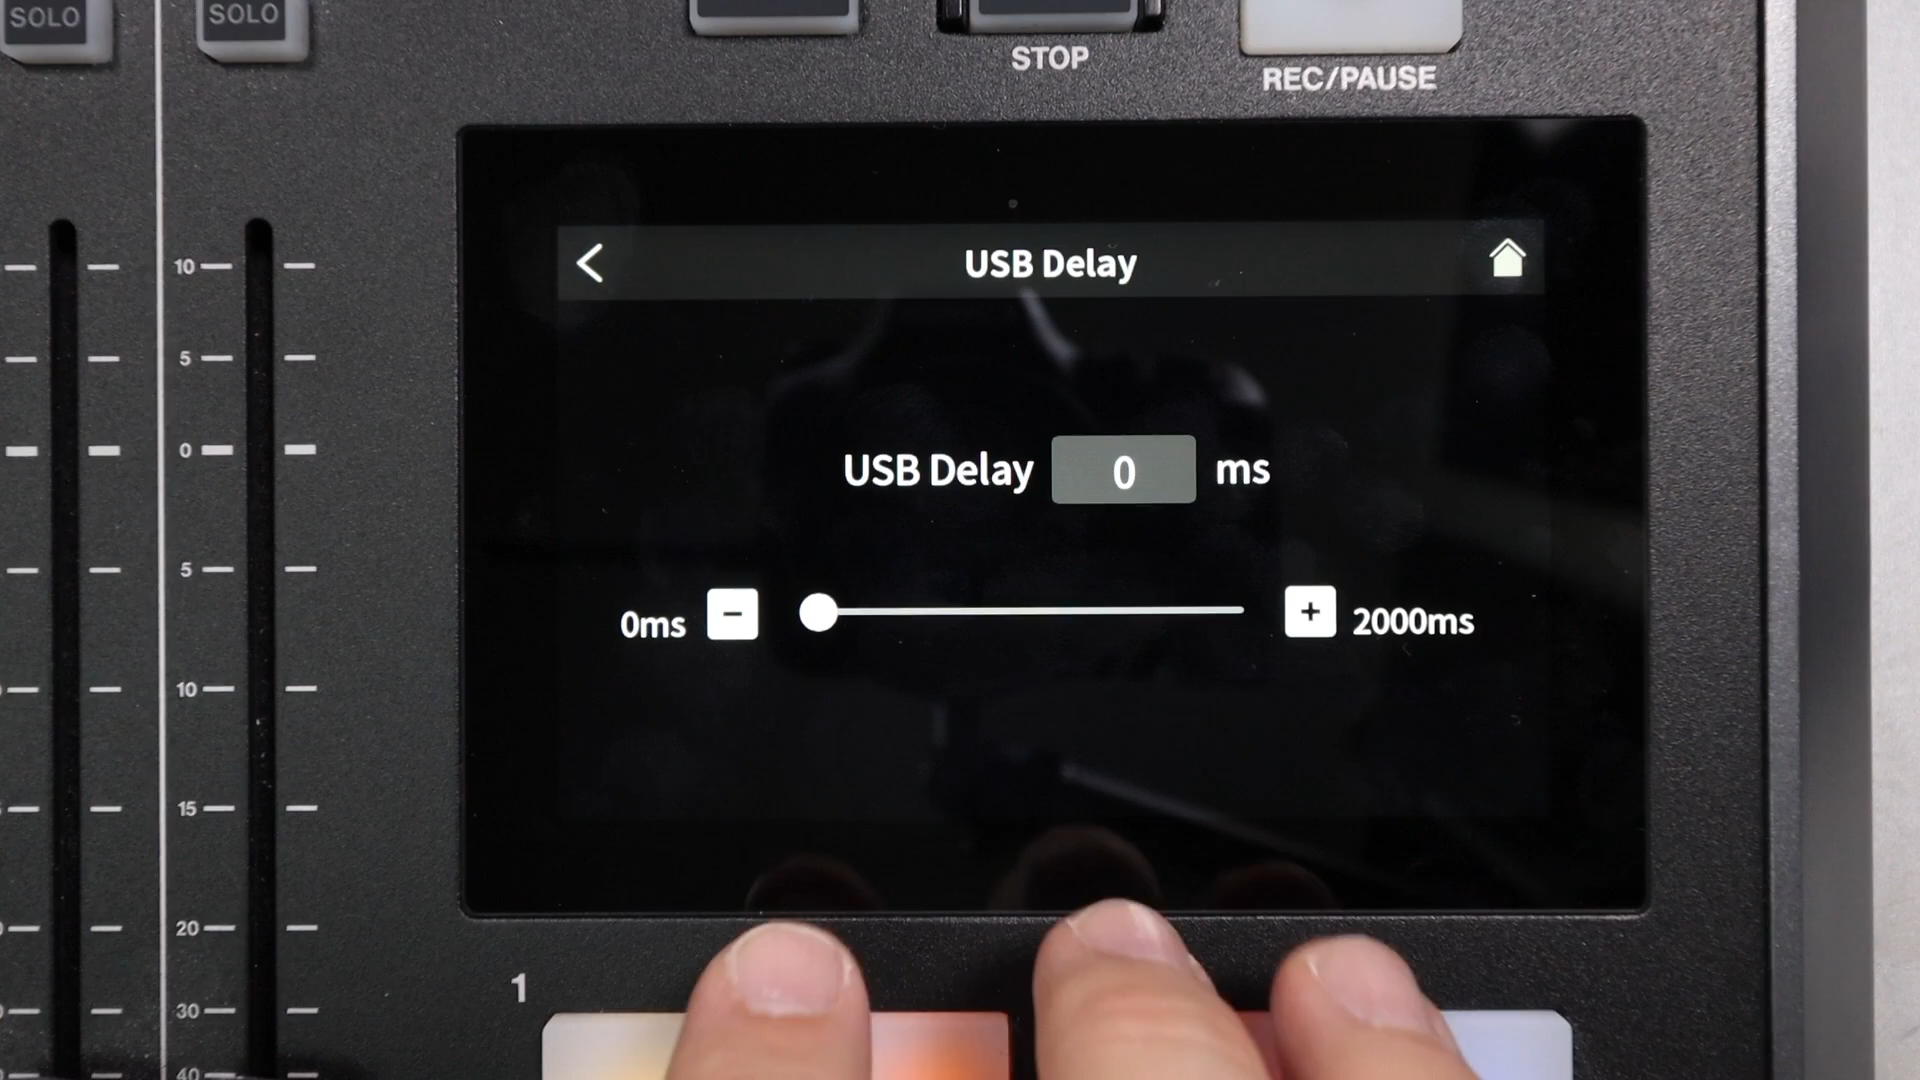 SOLO
SOLO
STOP
REC/PAUSE
USB Delay
USB Delay 0 ms
0ms - + 2000ms
10
5
0
5
10
15
20
30
40
1